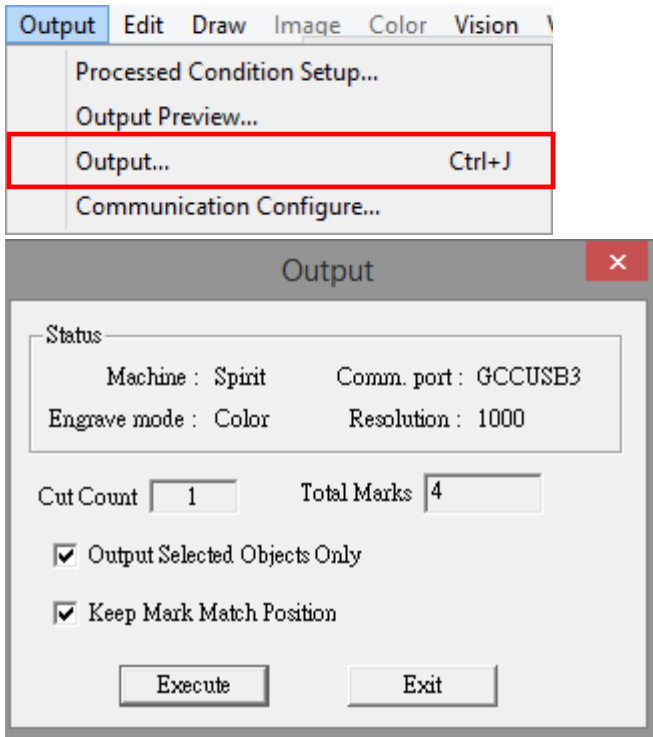 Output Edit Draw Image Color Vision
Processed Condition Setup...
Output Preview...
Output... Ctrl+J
Communication Configure...
Output
Status
Machine : Spirit Comm. port : GCCUSB3
Engrave mode : Color Resolution : 1000
Cut Count 1 Total Marks 4
Output Selected Objects Only
Keep Mark Match Position
Execute Exit